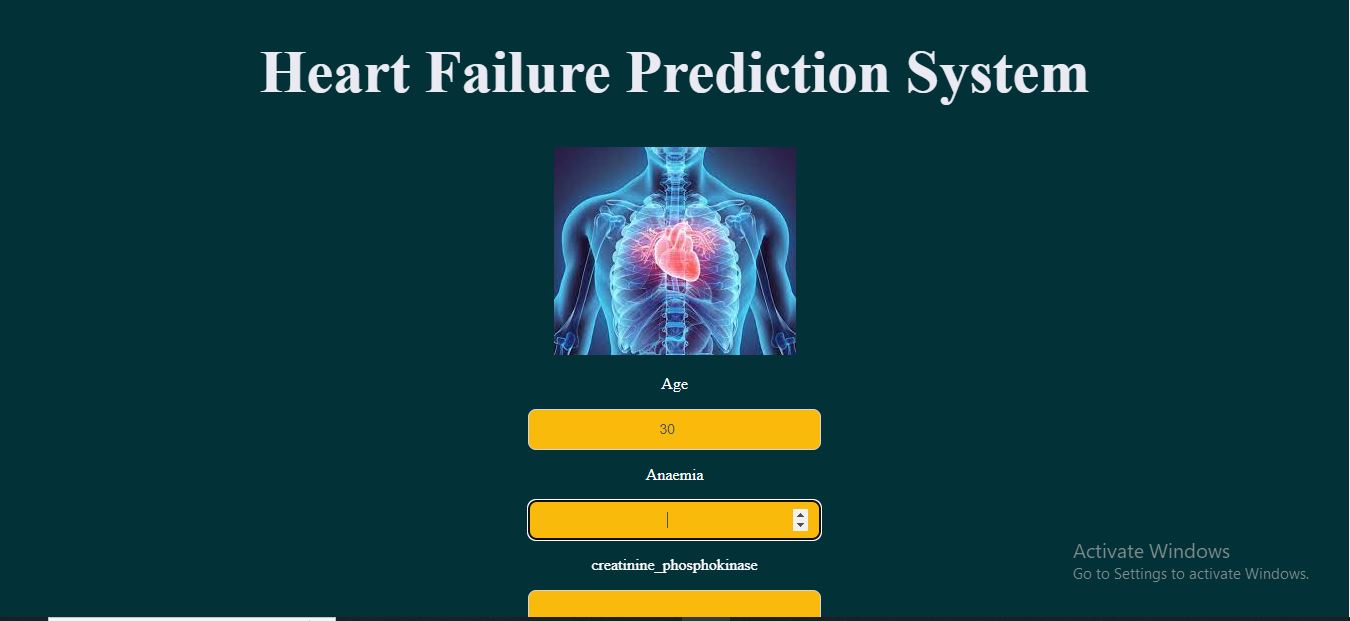 Heart Failure Prediction System
Age
30
Anaemia
creatinine_phosphokinase
Activate Windows
Go to Settings to activate Windows.